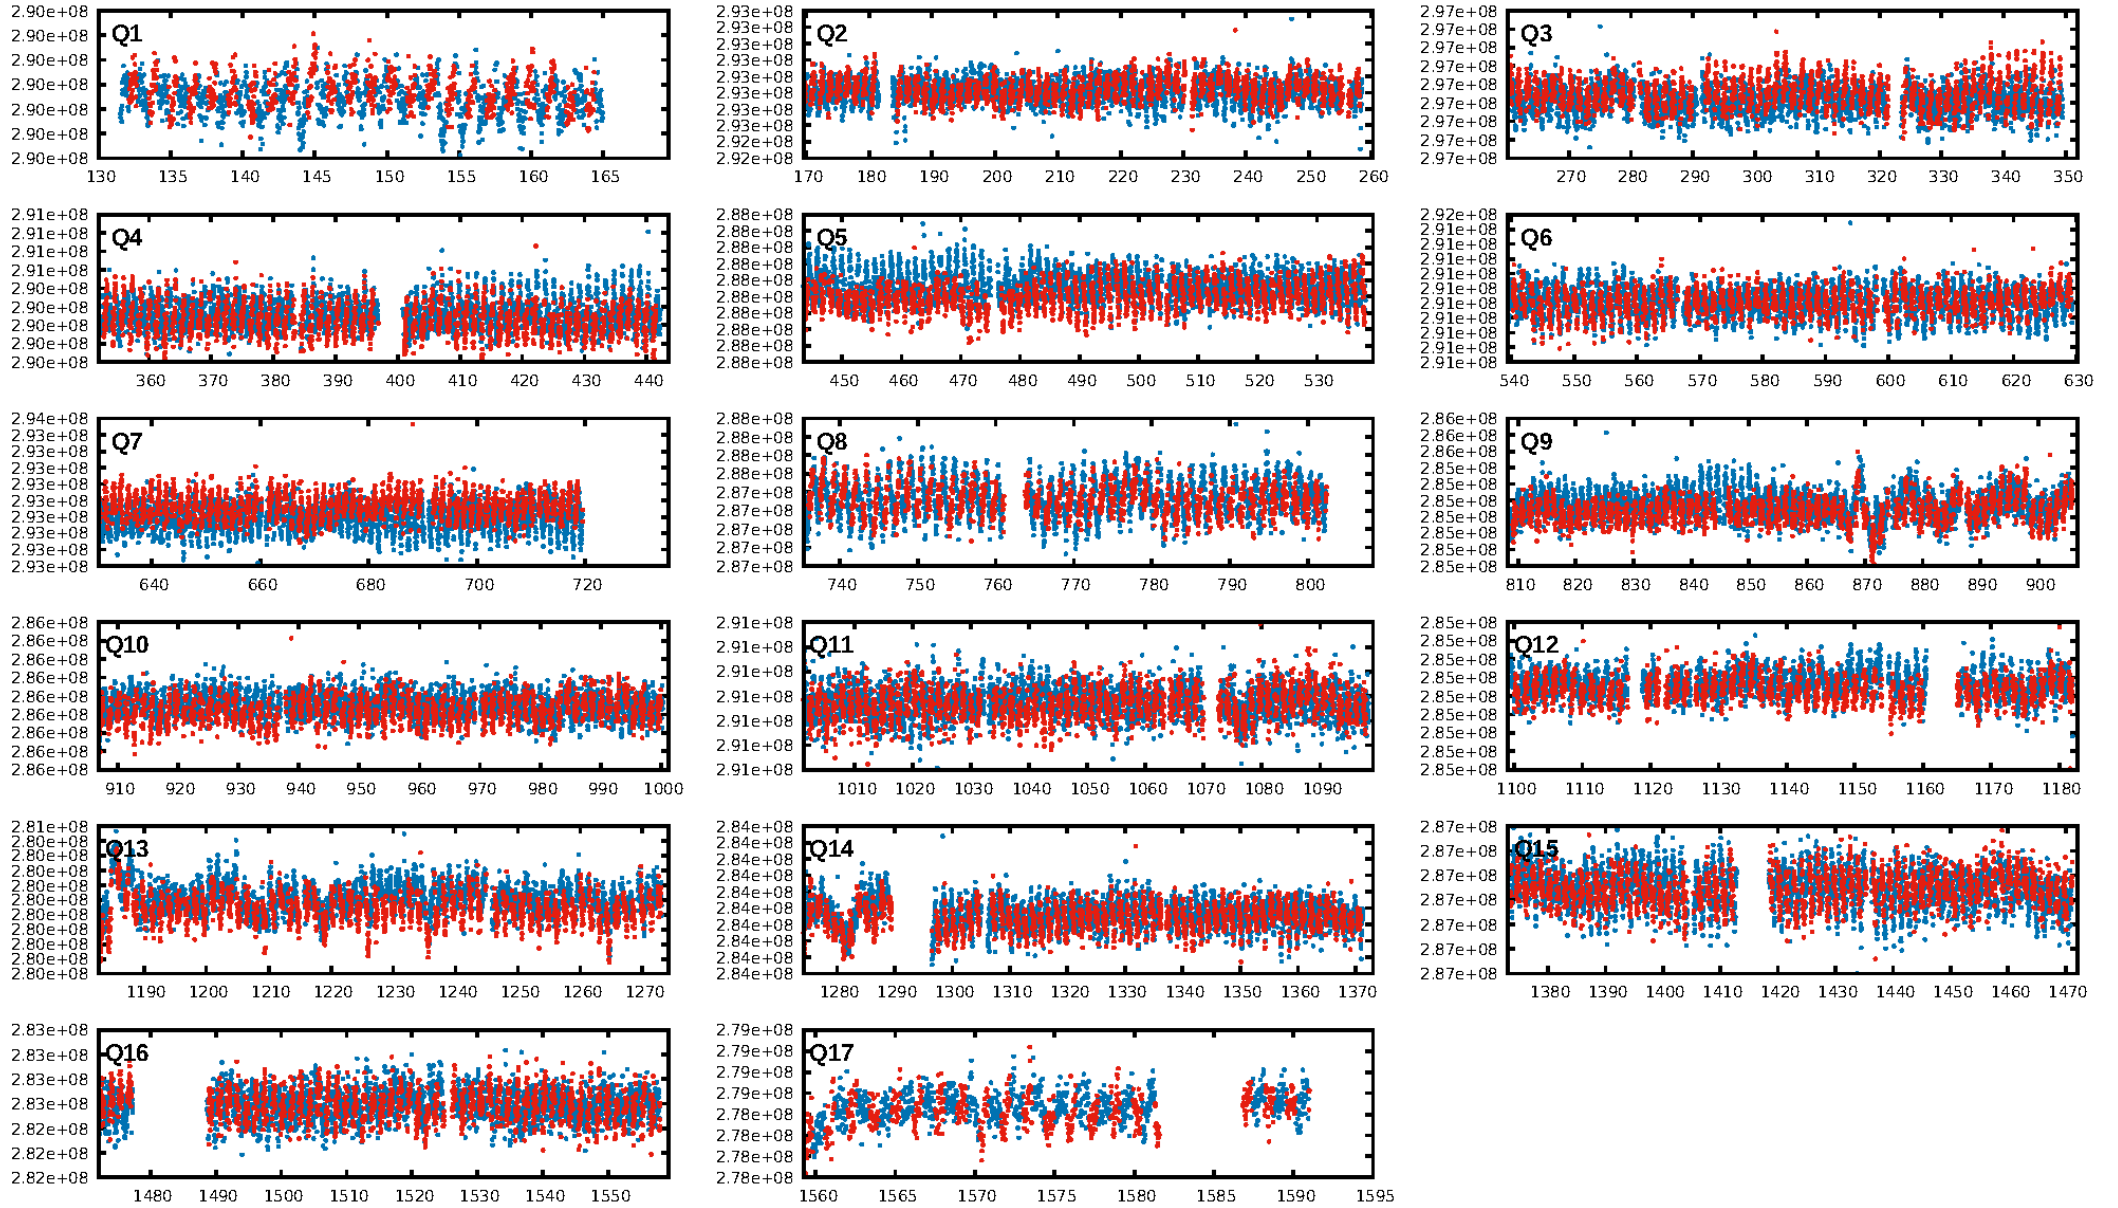 2.90e+08 2.90e+08 2.90e+08 2.90e+08 2.90e+08 2.90e+08 2.90e+08
Q1
130 135 140 145 150 155 160 165
2.93e+08 2.93e+08 2.93e+08 2.93e+08 2.93e+08 2.93e+08 2.93e+08 2.93e+08 2.92e+08 2.92e+08
Q2
170 180 190 200 210 220 230 240 250 260
2.97e+08 2.97e+08 2.97e+08 2.97e+08 2.97e+08 2.97e+08 2.97e+08 2.97e+08 2.97e+08
Q3
270 280 290 300 310 320 330 340 350
2.91e+08 2.91e+08 2.91e+08 2.91e+08 2.90e+08 2.90e+08 2.90e+08 2.90e+08 2.90e+08
Q4
360 370 380 390 400 410 420 430 440
2.88e+08 2.88e+08 2.88e+08 2.88e+08 2.88e+08 2.88e+08 2.88e+08 2.88e+08 2.88e+08 2.88e+08
Q5
450 460 470 480 490 500 510 520 530
2.92e+08 2.91e+08 2.91e+08 2.91e+08 2.91e+08 2.91e+08 2.91e+08 2.91e+08 2.91e+08 2.91e+08 2.91e+08
Q6
540 550 560 570 580 590 600 610 620 630
2.94e+08 2.93e+08 2.93e+08 2.93e+08 2.93e+08 2.93e+08 2.93e+08 2.93e+08 2.93e+08 2.93e+08
Q7
640 660 680 700 720
2.88e+08 2.88e+08 2.88e+08 2.88e+08 2.87e+08 2.87e+08 2.87e+08 2.87e+08 2.87e+08
Q8
740 750 760 770 780 790 800
2.86e+08 2.86e+08 2.86e+08 2.85e+08 2.85e+08 2.85e+08 2.85e+08 2.85e+08 2.85e+08 2.85e+08
Q9
810 820 830 840 850 860 870 880 890 900
2.86e+08 2.86e+08 2.86e+08 2.86e+08 2.86e+08 2.86e+08 2.86e+08 2.86e+08 2.86e+08
Q10
910 920 930 940 950 960 970 980 990 1000
2.91e+08 2.91e+08 2.91e+08 2.91e+08 2.91e+08 2.91e+08 2.91e+08
Q11
1010 1020 1030 1040 1050 1060 1070 1080 1090
2.85e+08 2.85e+08 2.85e+08 2.85e+08 2.85e+08 2.85e+08 2.85e+08 2.85e+08 2.85e+08
Q12
1100 1110 1120 1130 1140 1150 1160 1170 1180
2.81e+08 2.80e+08 2.80e+08 2.80e+08 2.80e+08 2.80e+08 2.80e+08 2.80e+08 2.80e+08 2.80e+08 2.80e+08
Q13
1190 1200 1210 1220 1230 1240 1250 1260 1270
2.84e+08 2.84e+08 2.84e+08 2.84e+08 2.84e+08 2.84e+08 2.84e+08 2.84e+08 2.84e+08 2.84e+08
Q14
1280 1290 1300 1310 1320 1330 1340 1350 1360 1370
2.87e+08 2.87e+08 2.87e+08 2.87e+08 2.87e+08 2.87e+08 2.87e+08
Q15
1380 1390 1400 1410 1420 1430 1440 1450 1460 1470
2.83e+08 2.83e+08 2.83e+08 2.83e+08 2.82e+08 2.82e+08 2.82e+08
Q16
1480 1490 1500 1510 1520 1530 1540 1550
2.79e+08 2.79e+08 2.79e+08 2.79e+08 2.78e+08 2.78e+08 2.78e+08 2.78e+08
Q17
1560 1565 1570 1575 1580 1585 1590 1595